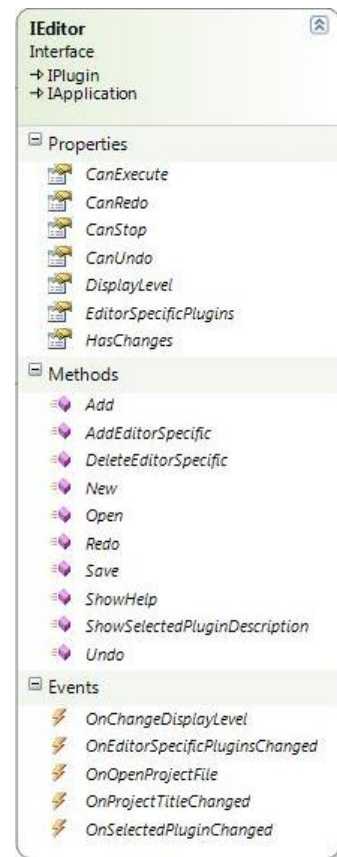 IEditor
Interface
IPlugin
IApplication
Properties
CanExecute
CanRedo
CanStop
CanUndo
DisplayLevel
EditorSpecificPlugins
HasChanges
Methods
Add
AddEditorSpecific
DeleteEditorSpecific
New
Open
Redo
Save
ShowHelp
ShowSelectedPluginDescription
Undo
Events
OnChangeDisplayLevel
OnEditorSpecificPluginsChanged
OnOpenProjectFile
OnProjectTitleChanged
OnSelectedPluginChanged